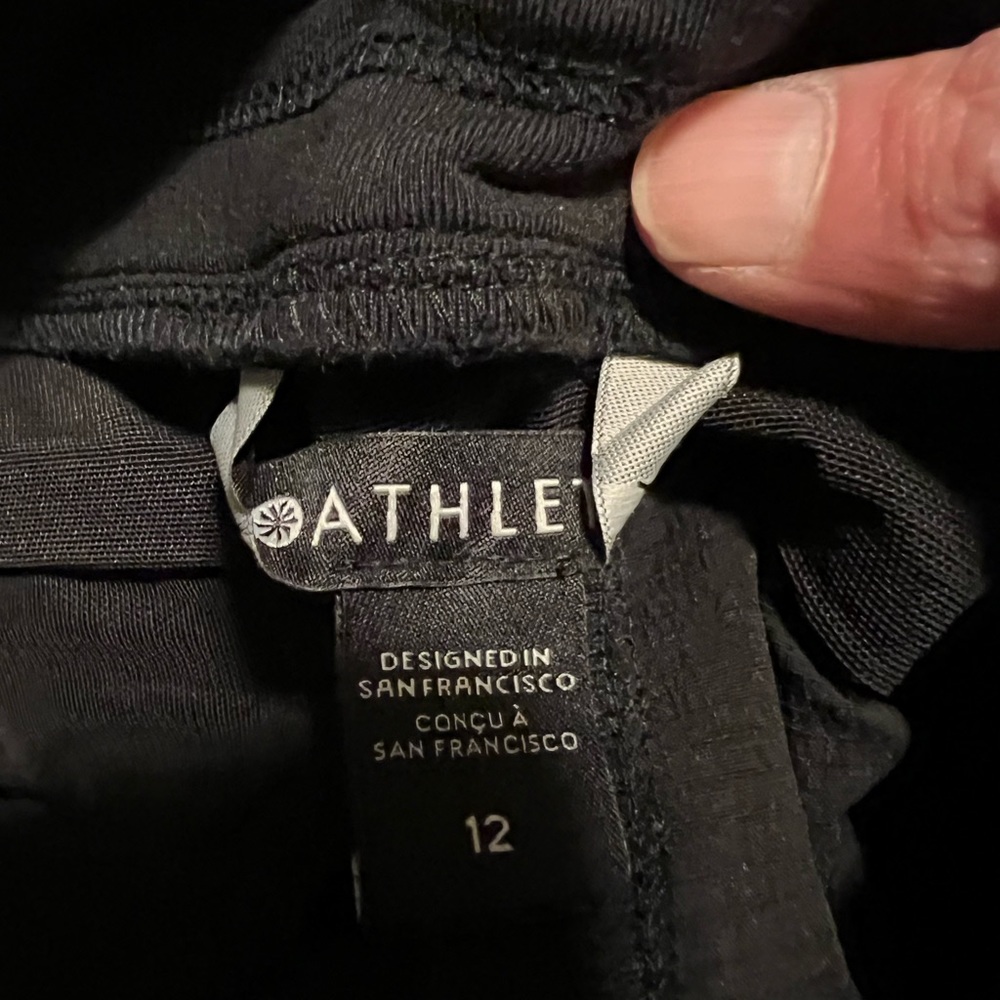 ATHLET
DESIGNED IN
SAN FRANCISCO
CONÇU À
SAN FRANCISCO
12